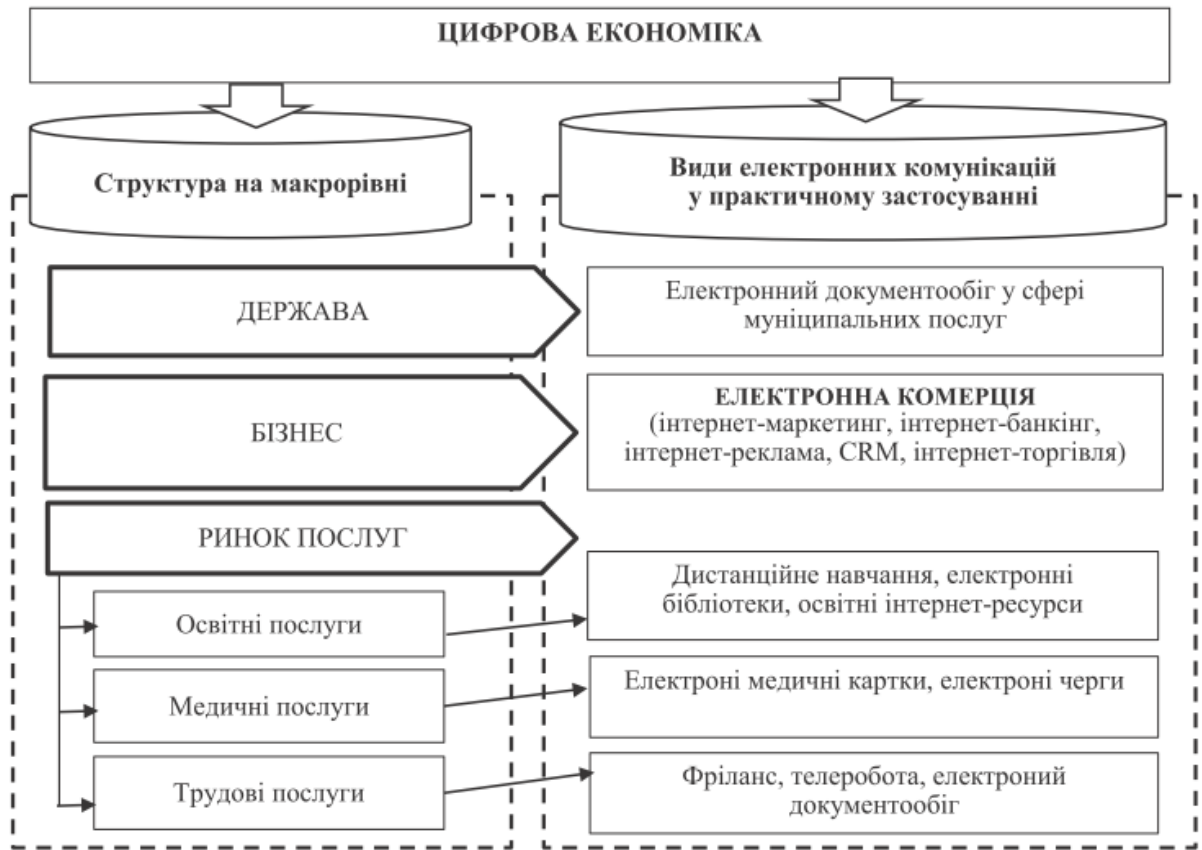 ЦИФРОВА ЕКОНОМІКА
Структура на макрорівні
Види електронних комунікацій
у практичному застосуванні
ДЕРЖАВА
Електронний документообіг у сфері
муніципальних послуг
БІЗНЕС
ЕЛЕКТРОННА КОМЕРЦІЯ
(інтернет-маркетинг, інтернет-банкінг,
інтернет-реклама, CRM, інтернет-торгівля)
РИНОК ПОСЛУГ
Освітні послуги
Дистанційне навчання, електронні
бібліотеки, освітні інтернет-ресурси
Медичні послуги
Електроні медичні картки, електроні черги
Трудові послуги
Фріланс, телеробота, електроний
документообіг